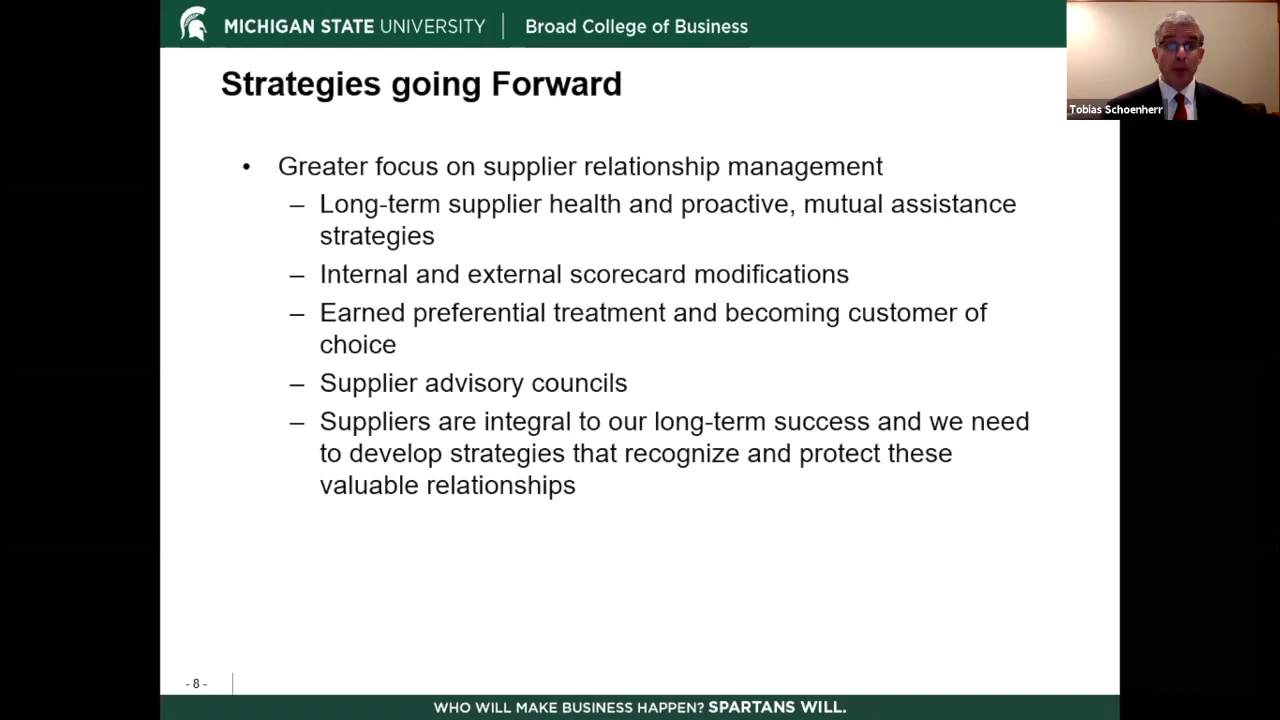 MICHIGAN STATE UNIVERSITY Broad College of Business
Tobias Schoenherr
Strategies going Forward
• Greater focus on supplier relationship management
– Long-term supplier health and proactive, mutual assistance
strategies
– Internal and external scorecard modifications
– Earned preferential treatment and becoming customer of
choice
– Supplier advisory councils
– Suppliers are integral to our long-term success and we need
to develop strategies that recognize and protect these
valuable relationships
- 8 -
WHO WILL MAKE BUSINESS HAPPEN? SPARTANS WILL.